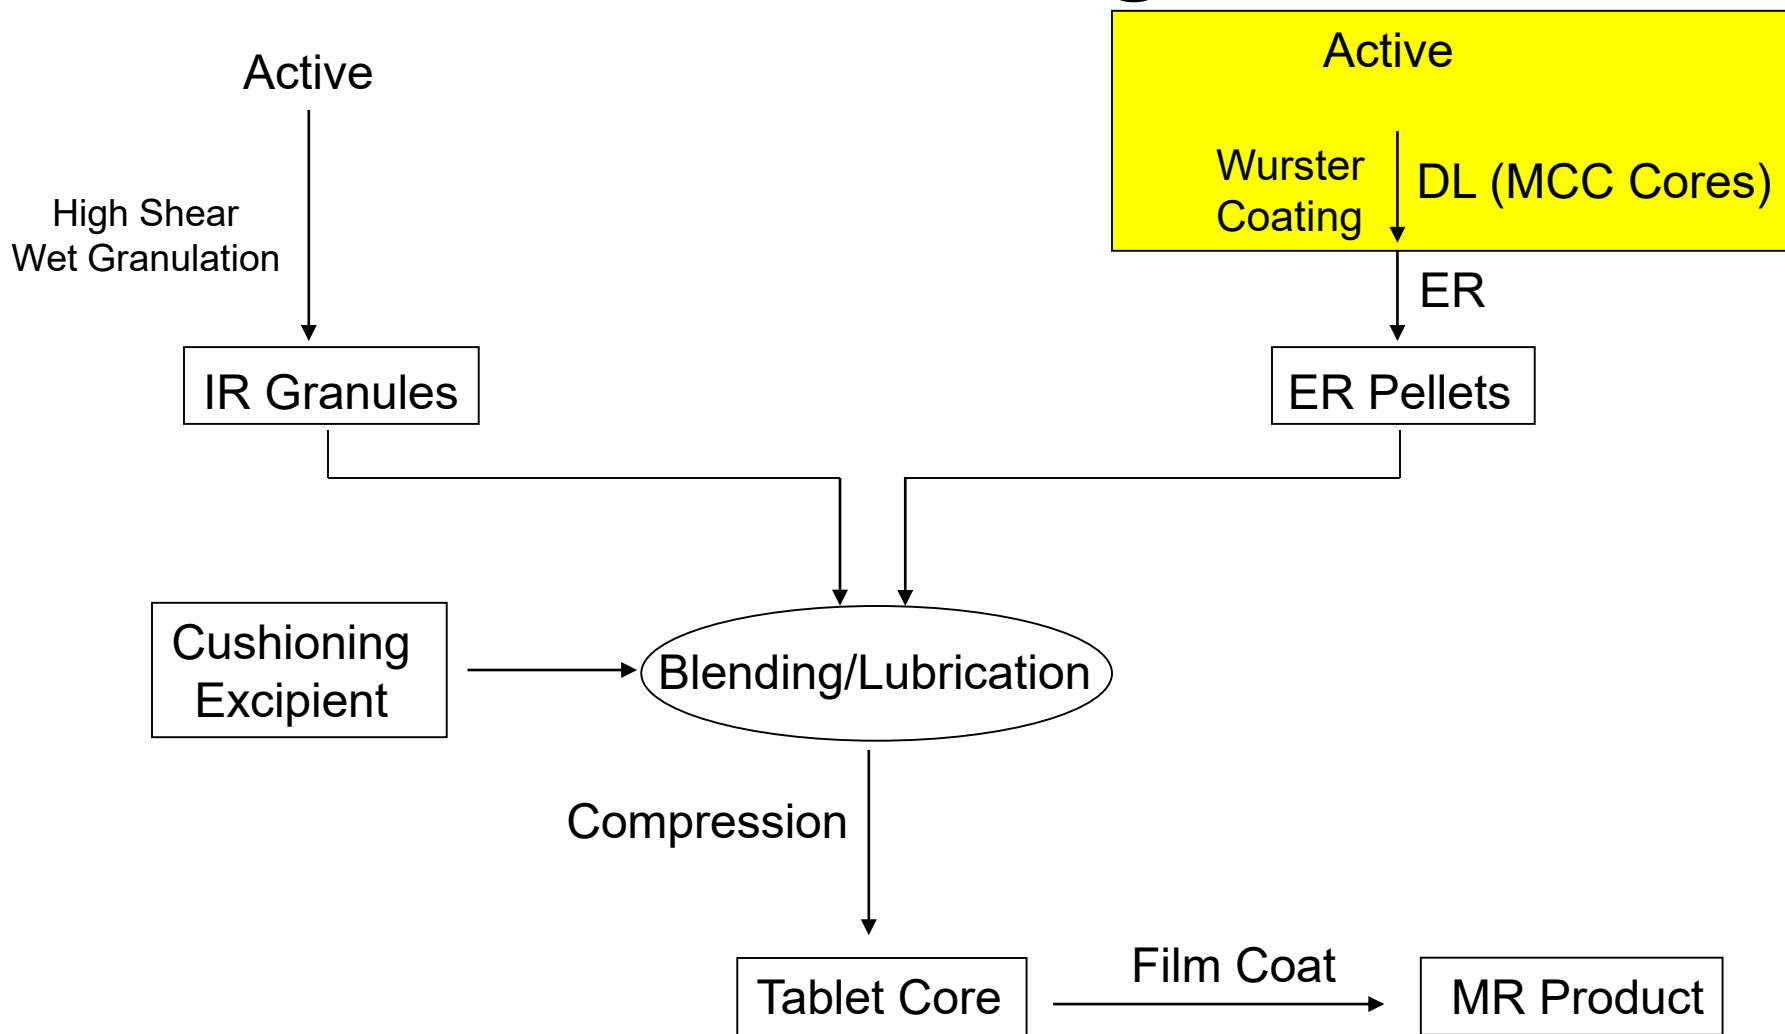 Active
Active
Wurster
Coating
DL (MCC Cores)
High Shear
Wet Granulation
ER
IR Granules
ER Pellets
Cushioning
Excipient
Blending/Lubrication
Compression
Film Coat
Tablet Core
MR Product